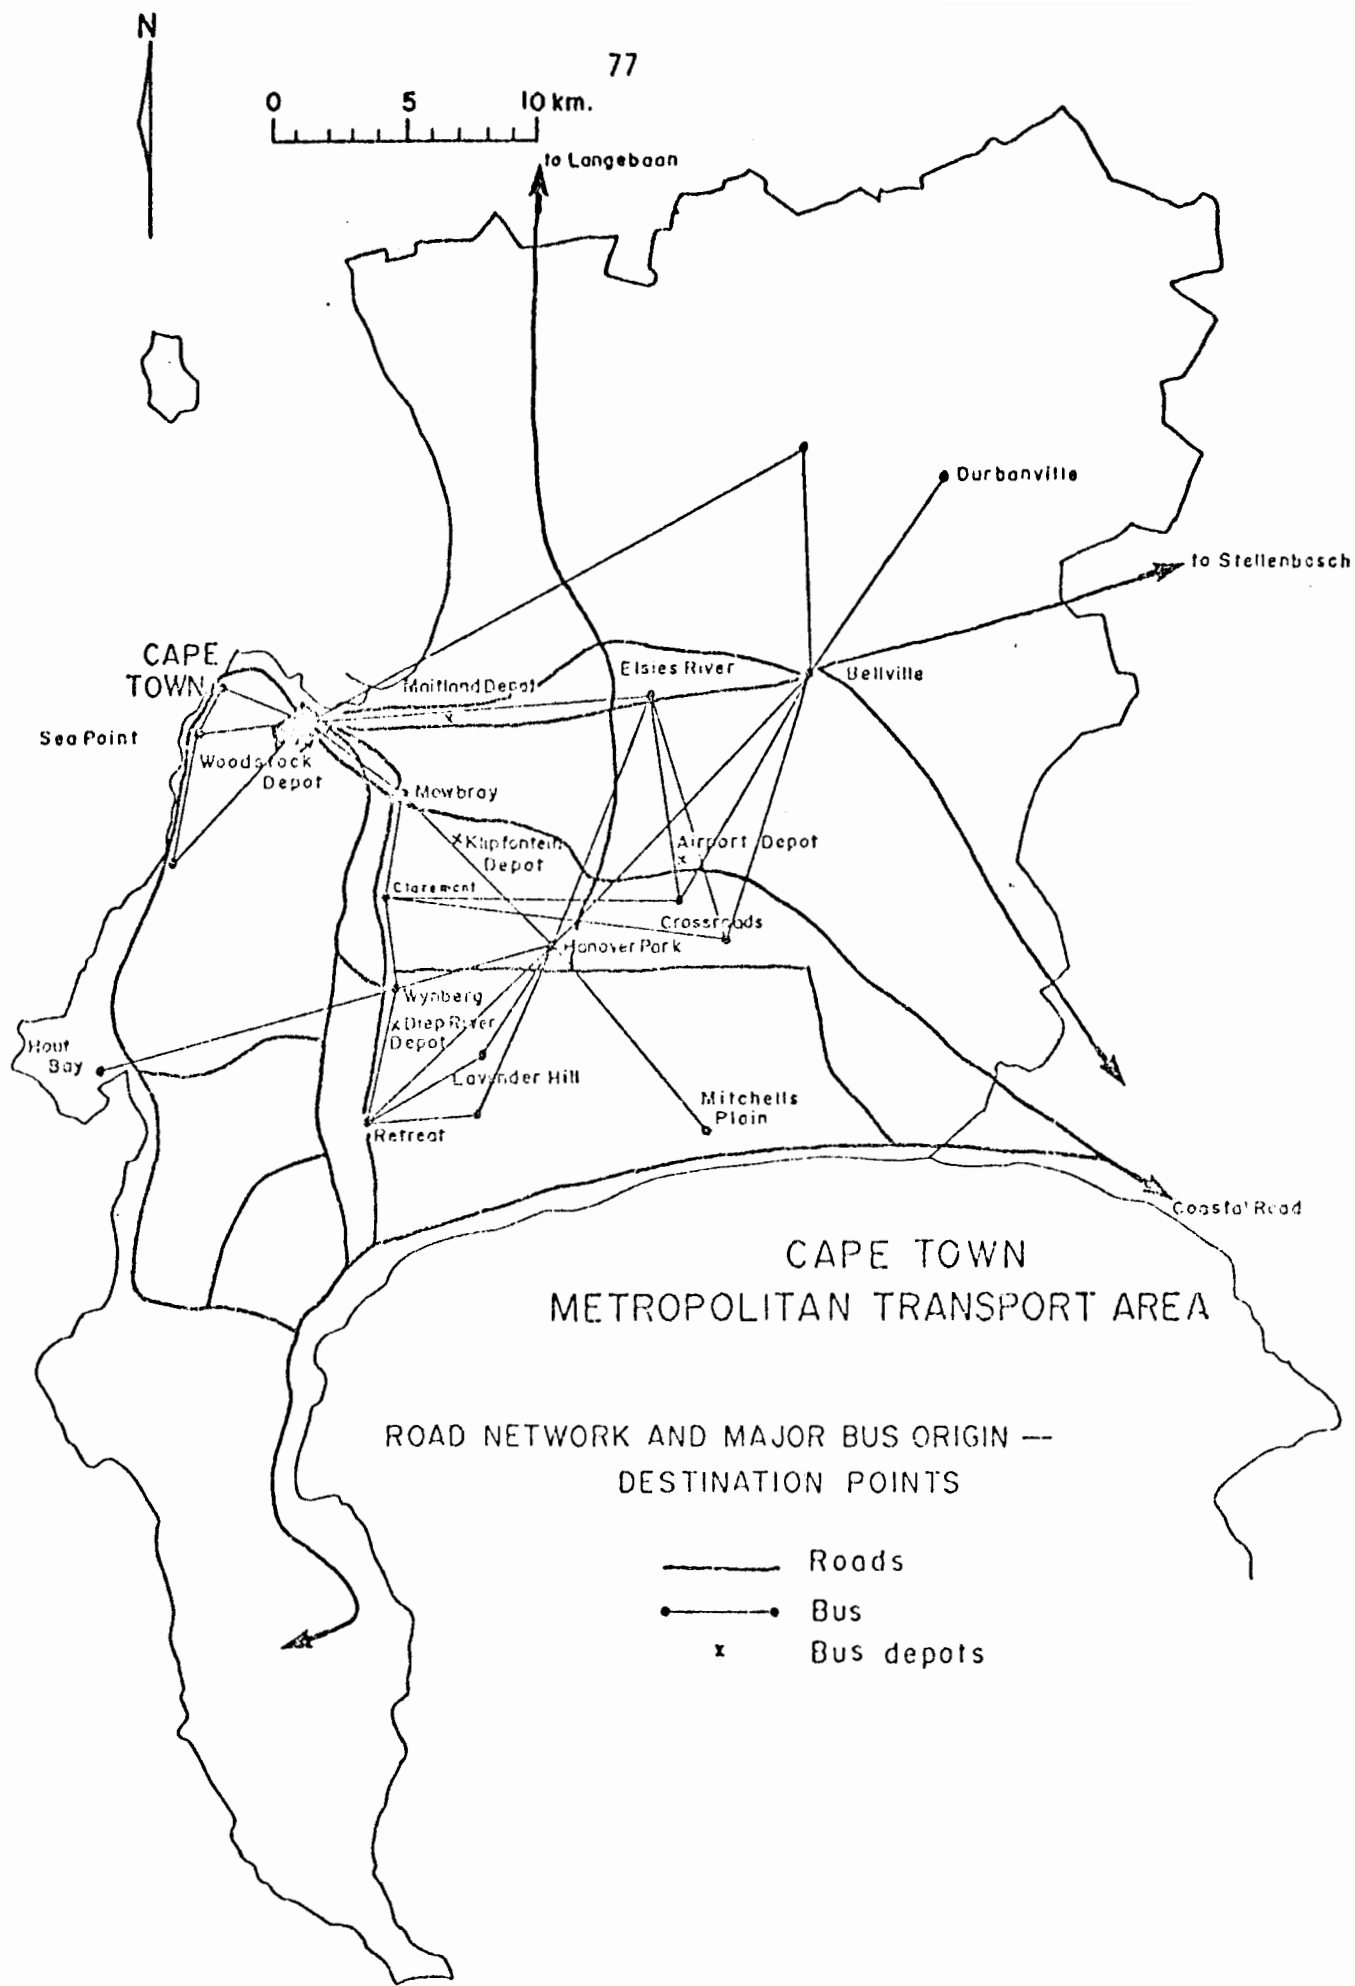 N
77
0 5 10 km.
to Langebaan
Durbanville
to Stellenbosch
CAPE
TOWN
Elsies River
Bellville
Maitland Depot
Sea Point
Woodstock
Depot
Mowbray
x Klipfontein
Depot
Airport Depot
x
Claremont
Crossroads
Hanover Park
Wynberg
x Diep River
Depot
Hout
Bay
Lavender Hill
Mitchells
Plain
Retreat
Coastal Road
CAPE TOWN
METROPOLITAN TRANSPORT AREA
ROAD NETWORK AND MAJOR BUS ORIGIN —
DESTINATION POINTS
Roads
Bus
x Bus depots